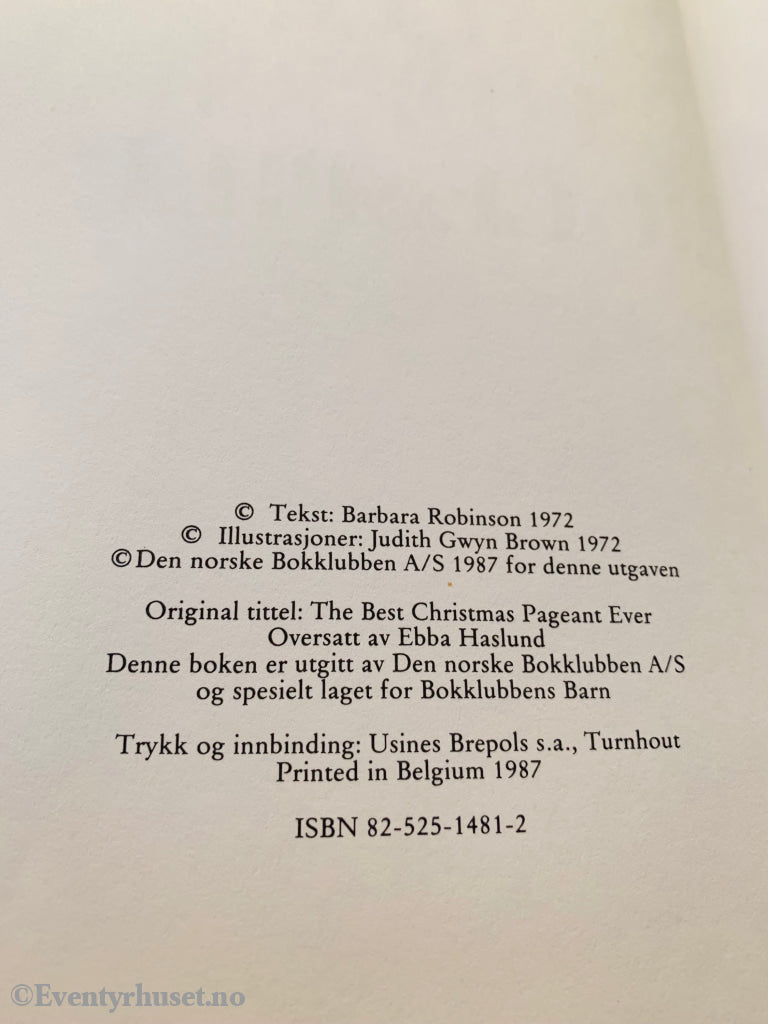 © Tekst: Barbara Robinson 1972
© Illustrasjoner: Judith Gwyn Brown 1972
© Den norske Bokklubben A/S 1987 for denne utgaven
Original tittel: The Best Christmas Pageant Ever
Oversatt av Ebba Haslund
Denne boken er utgitt av Den norske Bokklubben A/S
og spesielt laget for Bokklubbens Barn
Trykk og innbinding: Usines Brepols s.a., Turnhout
Printed in Belgium 1987
ISBN 82-525-1481-2
©Eventyrhuset.no